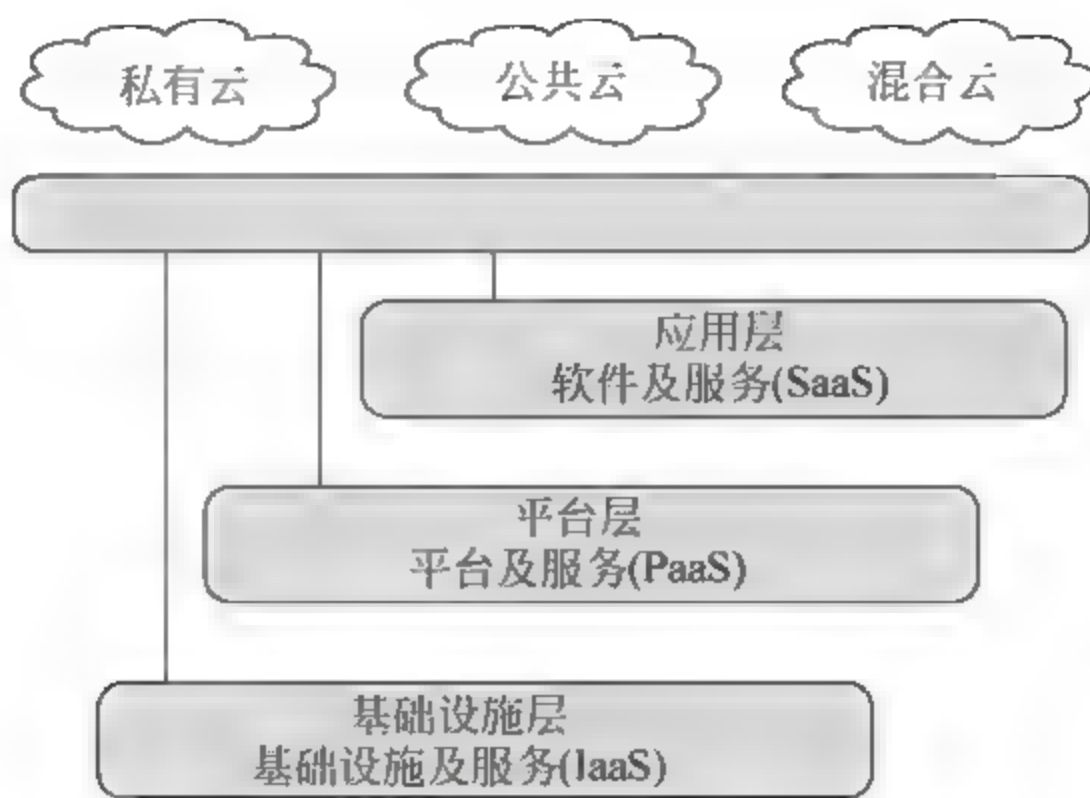 私有云
公共云
混合云
应用层
软件及服务(SaaS)
平台层
平台及服务(PaaS)
基础设施层
基础设施及服务(IaaS)